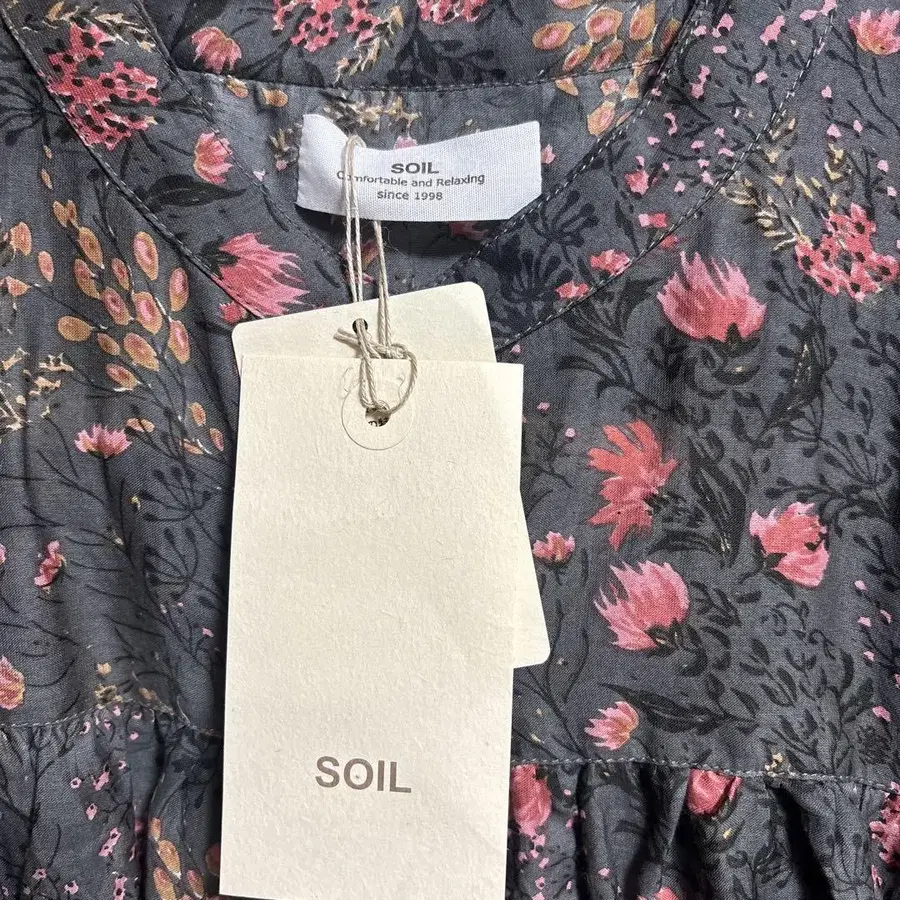 SOIL
Comfortable and Relaxing
since 1998
SOIL